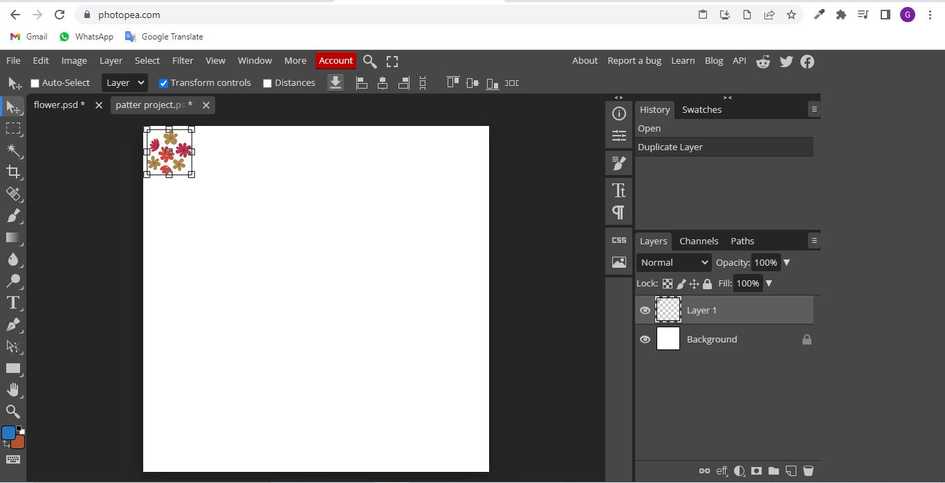 photopea.com
G
Gmail WhatsApp Google Translate
File Edit Image Layer Select Filter View Window More Account About Report a bug Learn Blog API
Auto-Select Layer Transform controls Distances
flower.psd * patter project.ps *
History Swatches
Open
Duplicate Layer
Tt
CSS
Layers Channels Paths
Normal Opacity: 100%
Lock: Fill: 100%
Layer 1
Background
eff